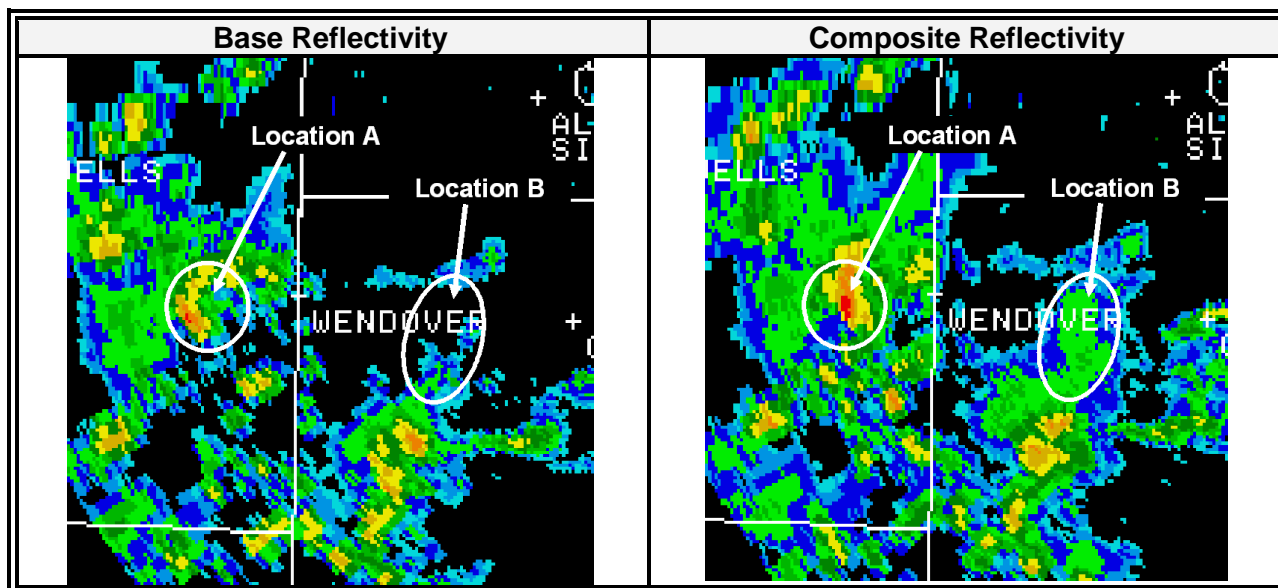 Base Reflectivity
Composite Reflectivity
Location A
AL
SI
ELLS
Location B
WENDOVER
Location A
AL
SI
ELLS
Location B
WENDOVER